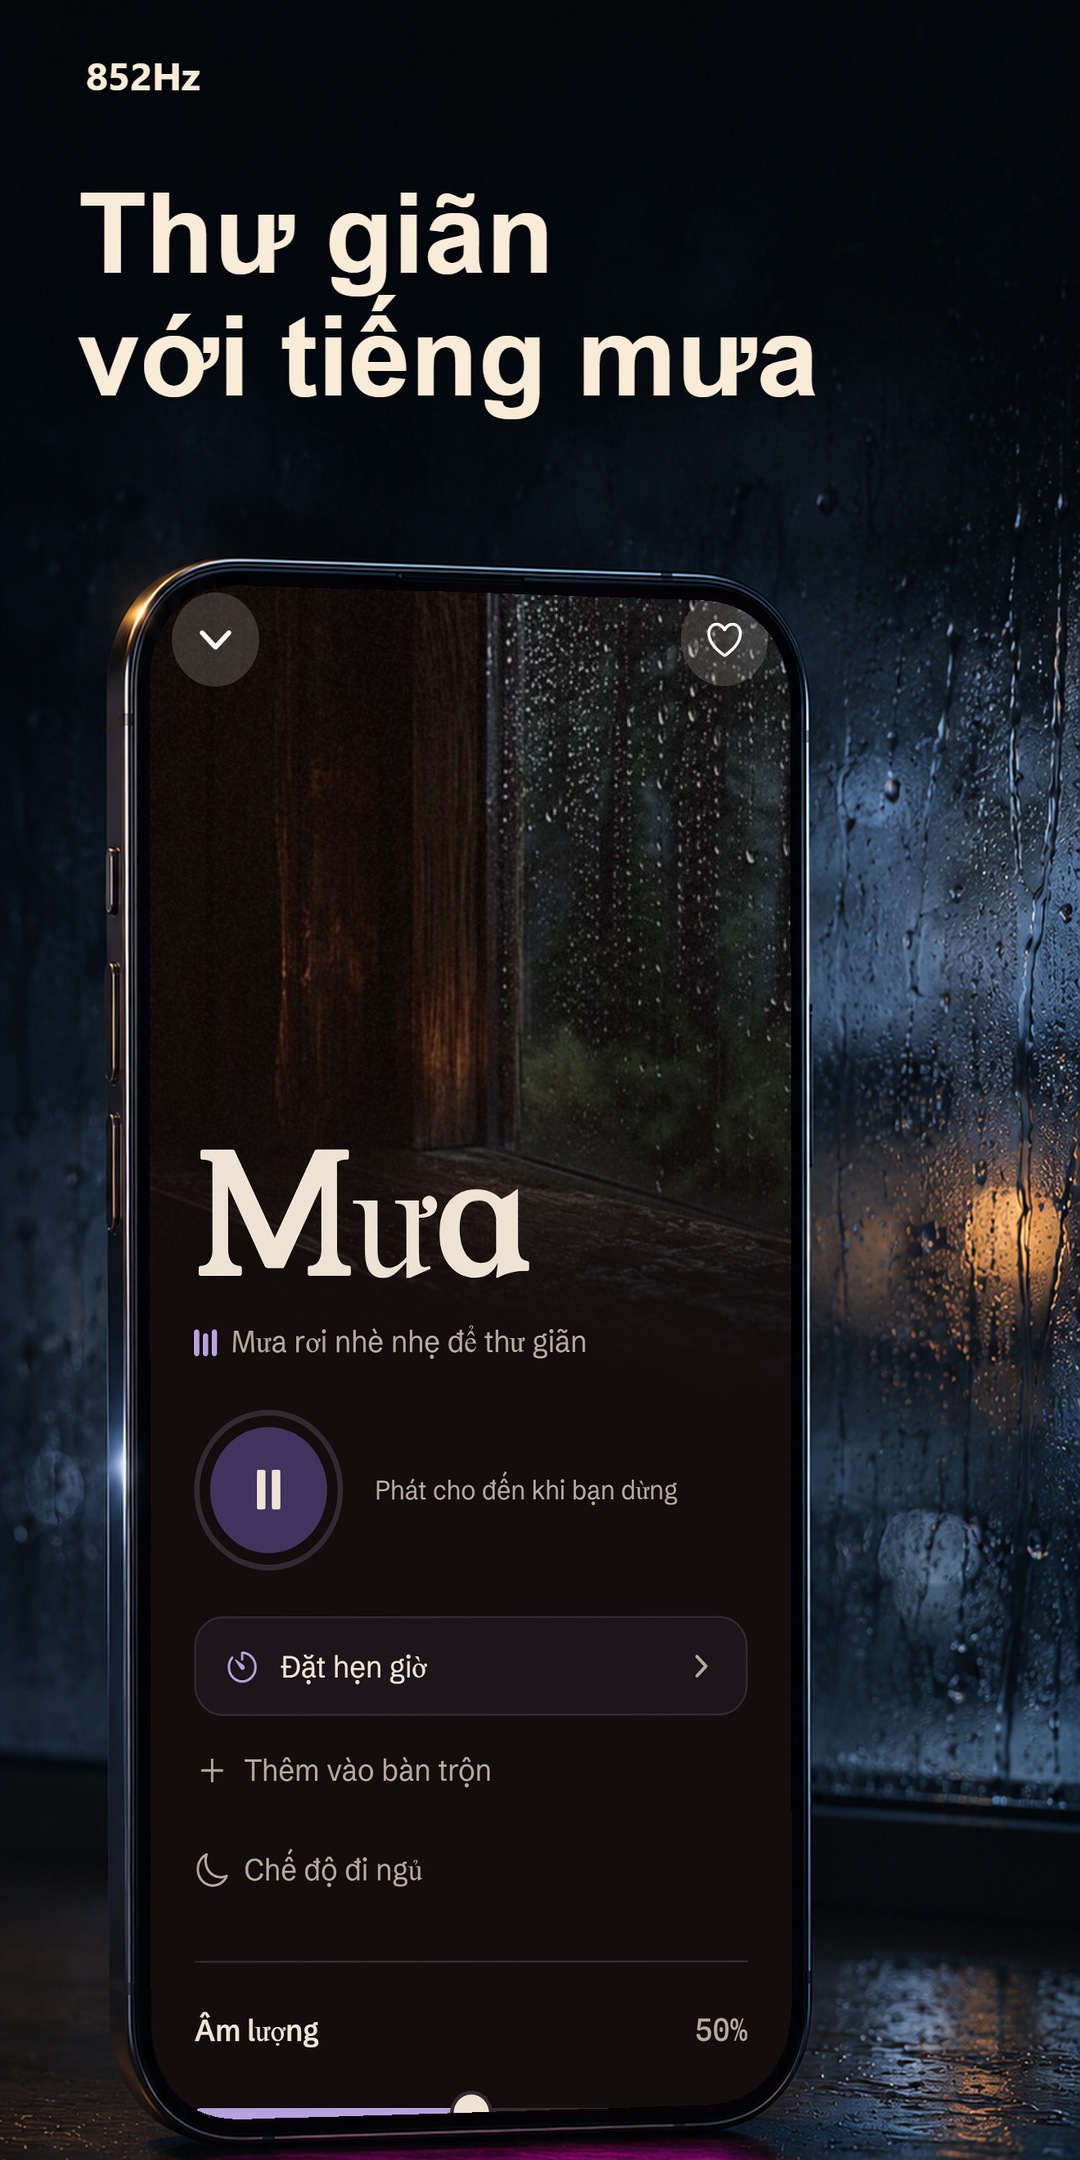 852Hz
Thư giãn
với tiếng mưa
Mưa
Mưa rơi nhè nhẹ để thư giãn
Phát cho đến khi bạn dừng
Đặt hẹn giờ
Thêm vào bàn trộn
Chế độ đi ngủ
Âm lượng 50%